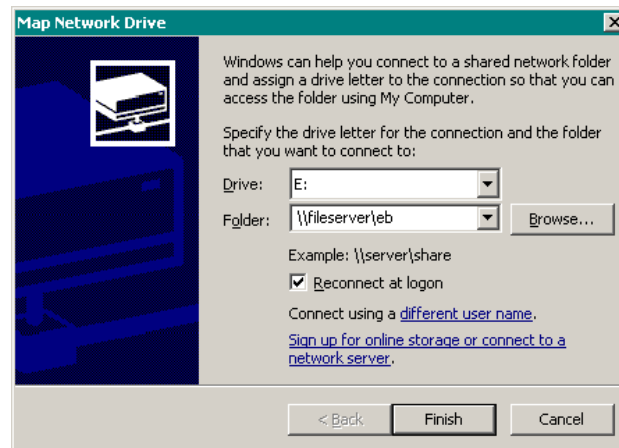 Map Network Drive
Windows can help you connect to a shared network folder
and assign a drive letter to the connection so that you can
access the folder using My Computer.
Specify the drive letter for the connection and the folder
that you want to connect to:
Drive: E:
Folder: \\fileserver\eb Browse...
Example: \\server\share
Reconnect at logon
Connect using a different user name.
Sign up for online storage or connect to a
network server.
< Back Finish Cancel